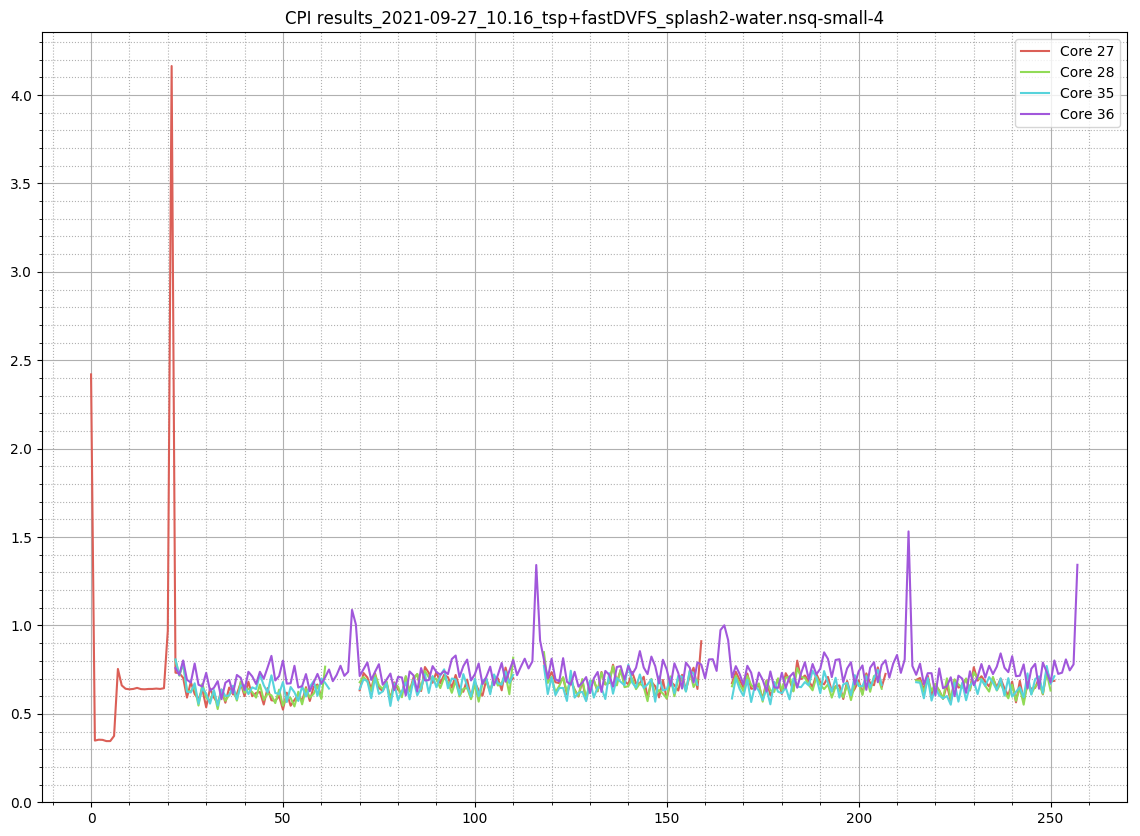 CPI results_2021-09-27_10.16_tsp+fastDVFS_splash2-water.nsq-small-4
Core 27
Core 28
Core 35
Core 36
4.0
3.5
3.0
2.5
2.0
1.5
1.0
0.5
0.0
0 50 100 150 200 250